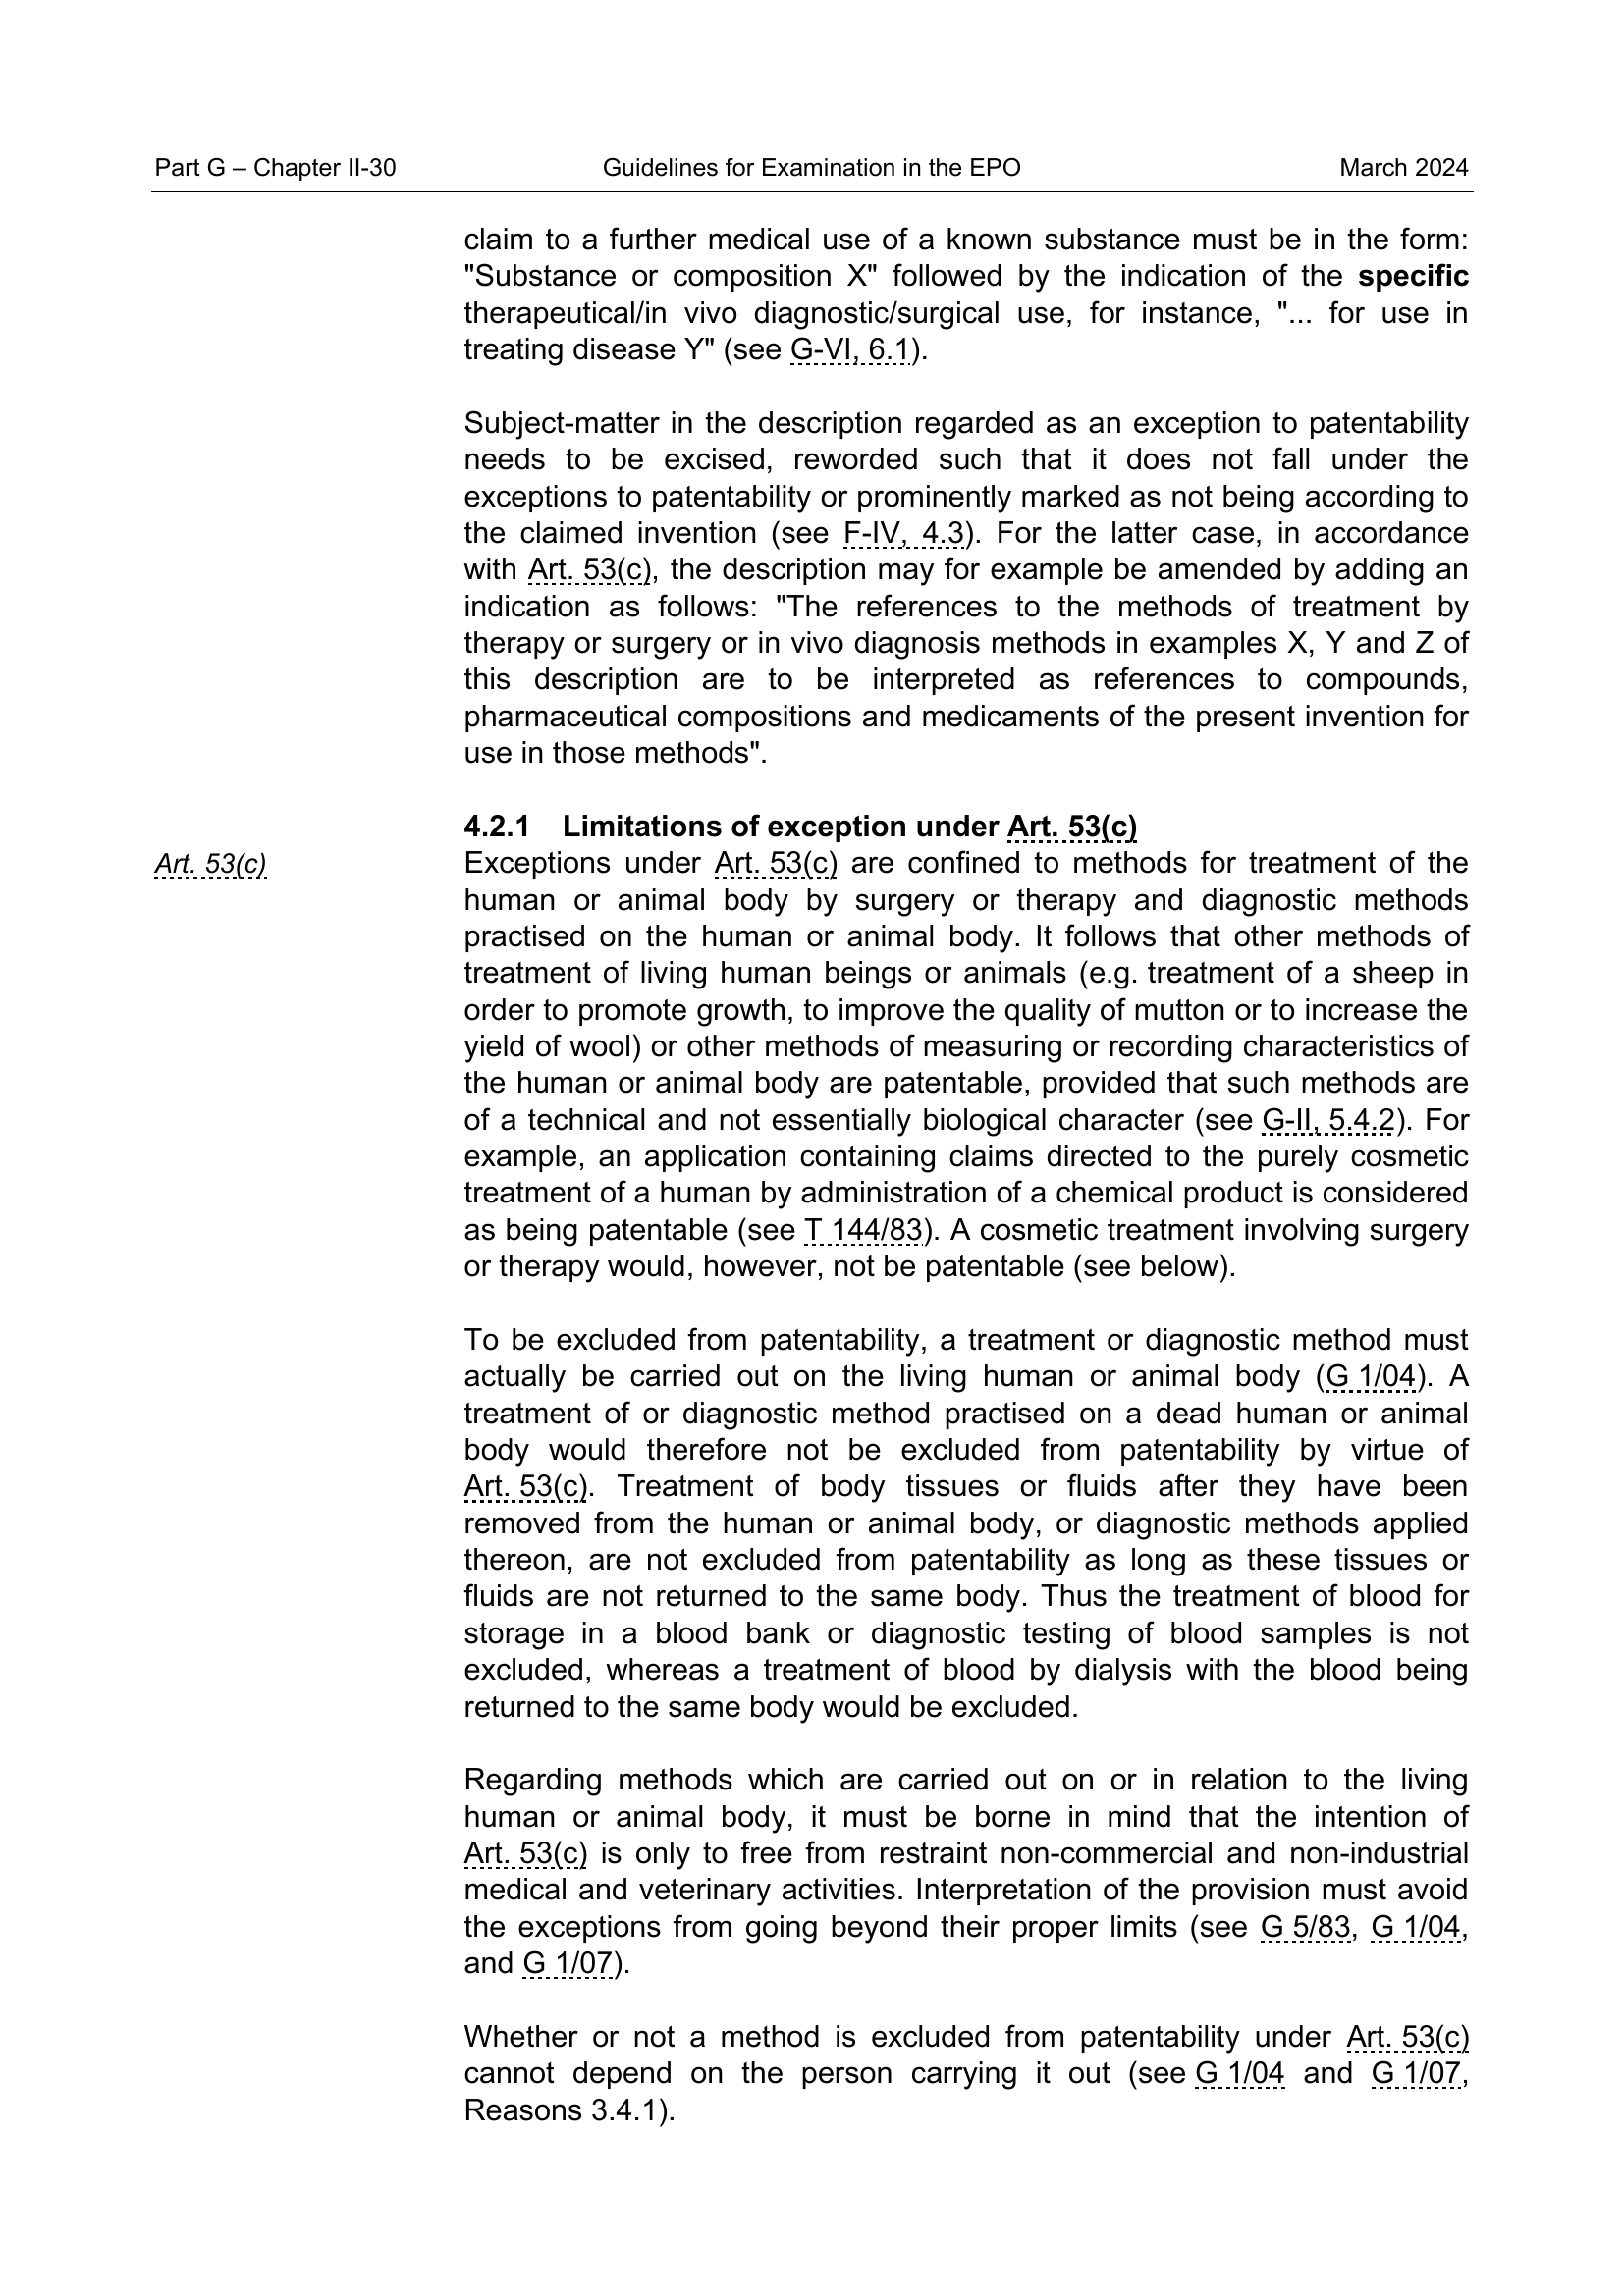 Part G – Chapter II-30 Guidelines for Examination in the EPO March 2024
claim to a further medical use of a known substance must be in the form:
"Substance or composition X" followed by the indication of the specific
therapeutical/in vivo diagnostic/surgical use, for instance, "... for use in
treating disease Y" (see G-VI, 6.1).
Subject-matter in the description regarded as an exception to patentability
needs to be excised, reworded such that it does not fall under the
exceptions to patentability or prominently marked as not being according to
the claimed invention (see F-IV, 4.3). For the latter case, in accordance
with Art. 53(c), the description may for example be amended by adding an
indication as follows: "The references to the methods of treatment by
therapy or surgery or in vivo diagnosis methods in examples X, Y and Z of
this description are to be interpreted as references to compounds,
pharmaceutical compositions and medicaments of the present invention for
use in those methods".
4.2.1 Limitations of exception under Art. 53(c)
Art. 53(c)
Exceptions under Art. 53(c) are confined to methods for treatment of the
human or animal body by surgery or therapy and diagnostic methods
practised on the human or animal body. It follows that other methods of
treatment of living human beings or animals (e.g. treatment of a sheep in
order to promote growth, to improve the quality of mutton or to increase the
yield of wool) or other methods of measuring or recording characteristics of
the human or animal body are patentable, provided that such methods are
of a technical and not essentially biological character (see G-II, 5.4.2). For
example, an application containing claims directed to the purely cosmetic
treatment of a human by administration of a chemical product is considered
as being patentable (see T 144/83). A cosmetic treatment involving surgery
or therapy would, however, not be patentable (see below).
To be excluded from patentability, a treatment or diagnostic method must
actually be carried out on the living human or animal body (G 1/04). A
treatment of or diagnostic method practised on a dead human or animal
body would therefore not be excluded from patentability by virtue of
Art. 53(c). Treatment of body tissues or fluids after they have been
removed from the human or animal body, or diagnostic methods applied
thereon, are not excluded from patentability as long as these tissues or
fluids are not returned to the same body. Thus the treatment of blood for
storage in a blood bank or diagnostic testing of blood samples is not
excluded, whereas a treatment of blood by dialysis with the blood being
returned to the same body would be excluded.
Regarding methods which are carried out on or in relation to the living
human or animal body, it must be borne in mind that the intention of
Art. 53(c) is only to free from restraint non-commercial and non-industrial
medical and veterinary activities. Interpretation of the provision must avoid
the exceptions from going beyond their proper limits (see G 5/83, G 1/04,
and G 1/07).
Whether or not a method is excluded from patentability under Art. 53(c)
cannot depend on the person carrying it out (see G 1/04 and G 1/07,
Reasons 3.4.1).